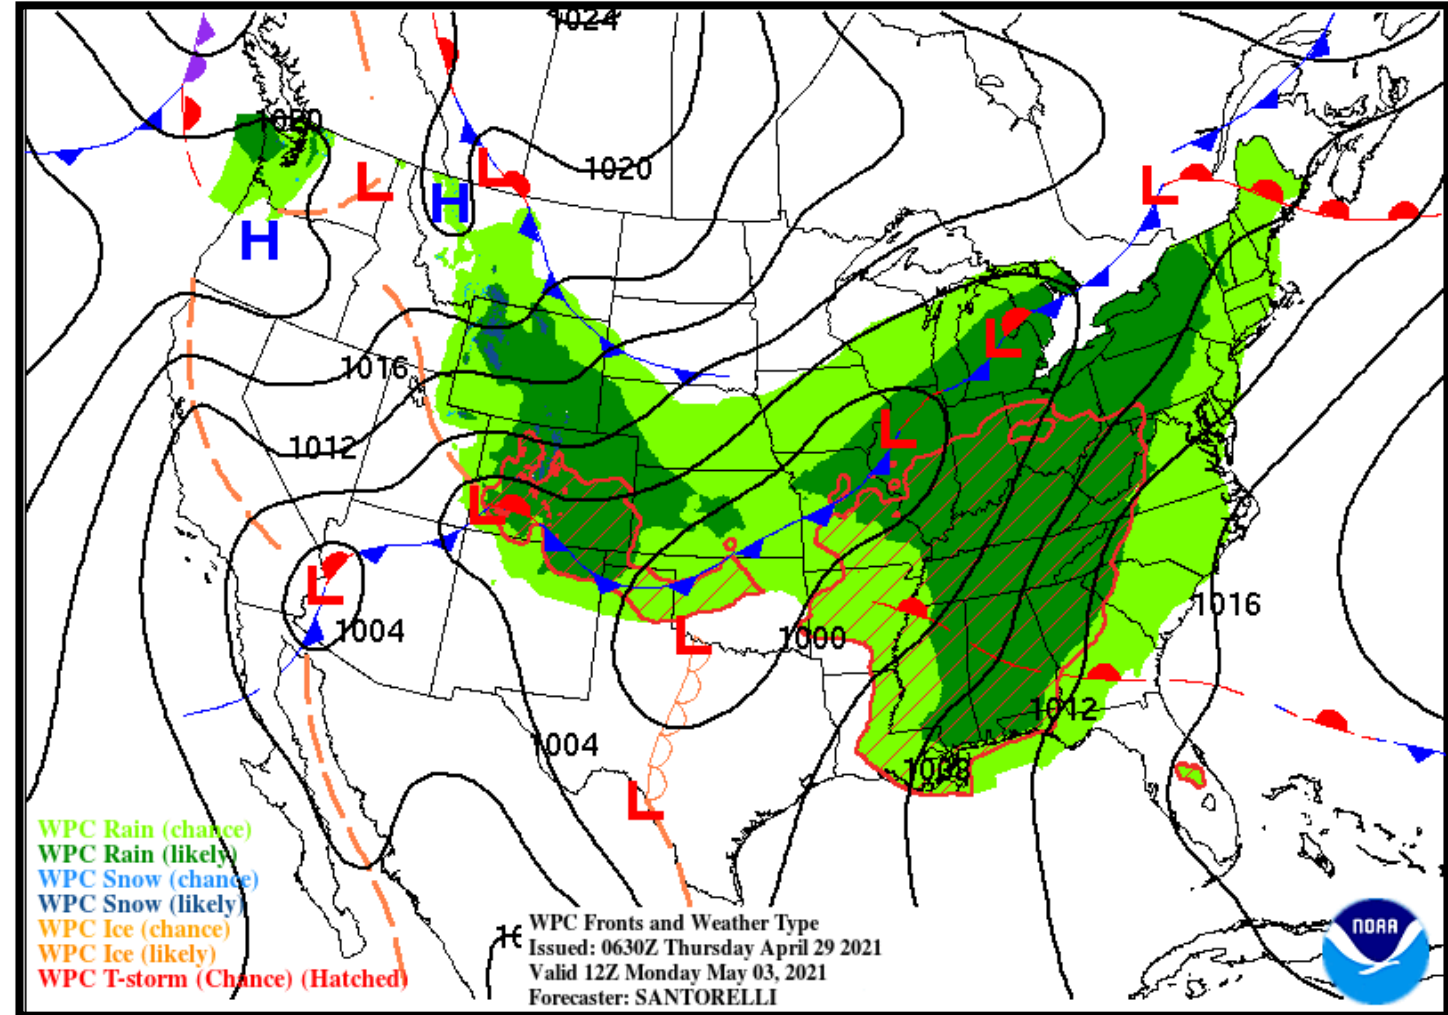 1024
1020
H
L
L
H
L
1020
L
1016
1012
L
L
L
1004
L
1000
1016
1004
1012
1008
L
WPC Rain (chance)
WPC Rain (likely)
WPC Snow (chance)
WPC Snow (likely)
WPC Ice (chance)
WPC Ice (likely)
WPC T-storm (Chance) (Hatched)
WPC Fronts and Weather Type
Issued: 0630Z Thursday April 29 2021
Valid 12Z Monday May 03, 2021
Forecaster: SANTORELLI
NOAA